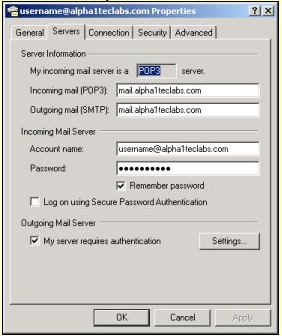 username@alpha1teclabs.com Properties
General Servers Connection Security Advanced
Server Information
My incoming mail server is a POP3 server.
Incoming mail (POP3): mail.alpha1teclabs.com
Outgoing mail (SMTP): mail.alpha1teclabs.com
Incoming Mail Server
Account name: username@alpha1teclabs.com
Password: ●●●●●●●●●●
Remember password
Log on using Secure Password Authentication
Outgoing Mail Server
My server requires authentication Settings...
OK Cancel Apply